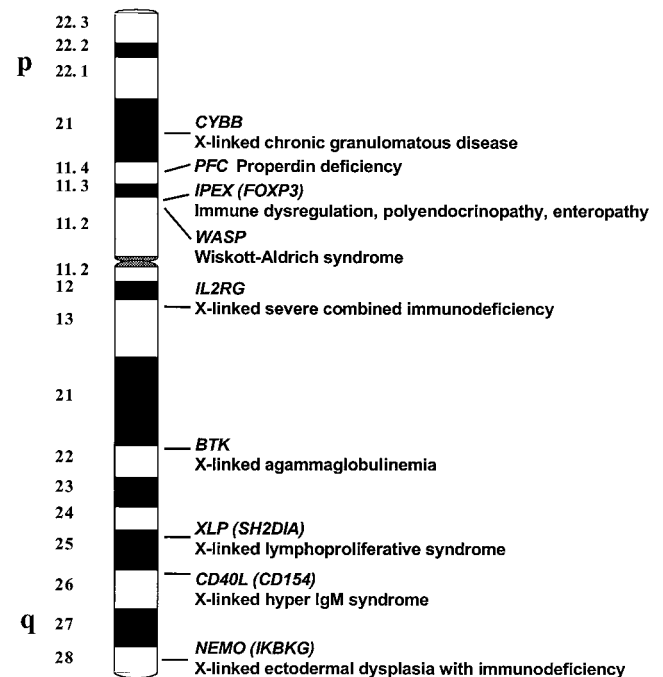 22.3
22.2
p
22.1
21
CYBB
X-linked chronic granulomatous disease
11.4
PFC Properdin deficiency
11.3
IPEX (FOXP3)
Immune dysregulation, polyendocrinopathy, enteropathy
11.2
WASP
Wiskott-Aldrich syndrome
11.2
12
IL2RG
X-linked severe combined immunodeficiency
13
21
BTK
22
X-linked agammaglobulinemia
23
24
XLP (SH2DIA)
25
X-linked lymphoproliferative syndrome
CD40L (CD154)
26
X-linked hyper IgM syndrome
q
27
NEMO (IKBKG)
28
X-linked ectodermal dysplasia with immunodeficiency